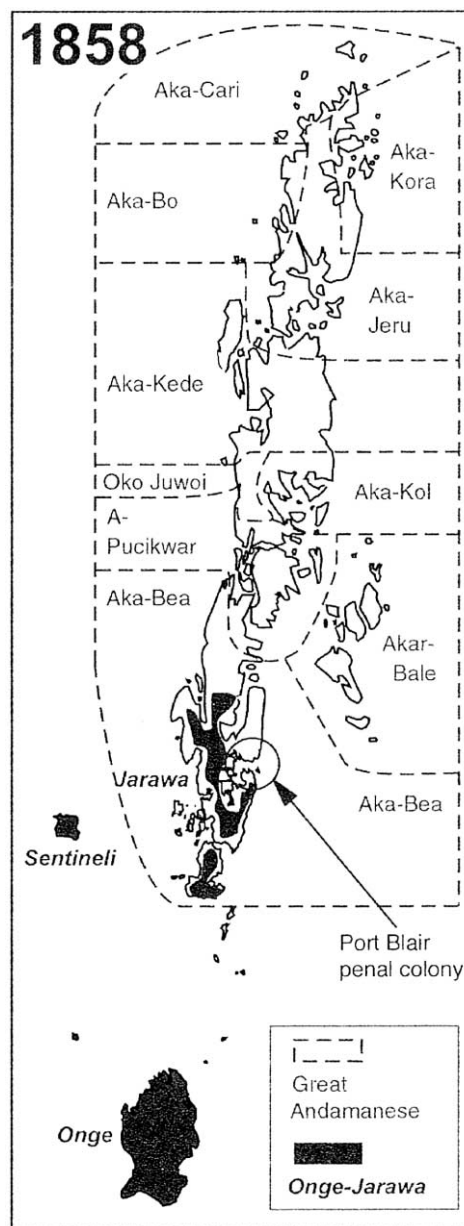 1858
Aka-Cari
Aka-
Kora
Aka-Bo
Aka-
Jeru
Aka-Kede
Oko Juwoi
Aka-Kol
A-
Pucikwar
Aka-Bea
Akar-
Bale
Jarawa
Aka-Bea
Sentineli
Port Blair
penal colony
Great
Andamanese
Onge
Onge-Jarawa